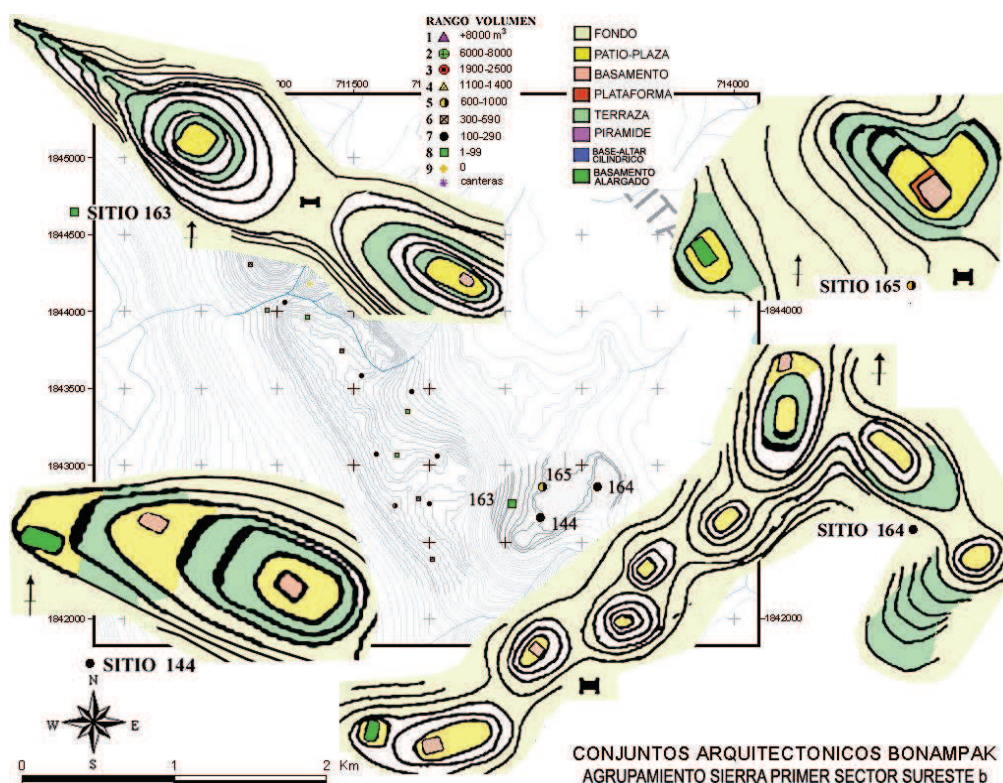 RANGO VOLUMEN
1 +8000 m³
2 6000-8000
3 1900-2500
4 1100-1400
5 600-1000
6 300-690
7 100-290
8 1-99
9 0
canteras
FONDO
PATIO-PLAZA
BASAMENTO
PLATAFORMA
TERRAZA
PIRAMIDE
BASE-ALTAR
CILINDRICO
BASAMENTO
ALARGADO
711500
714000
1845000
1844500
1844000
1844000
1843500
1843000
1842000
1842000
SITIO 163
SITIO 165
SITIO 164
SITIO 144
163
165
164
144
N
W E
S
0 1 2 Km
CONJUNTOS ARQUITECTONICOS BONAMPAK
AGRUPAMIENTO SIERRA PRIMER SECTOR SURESTE b